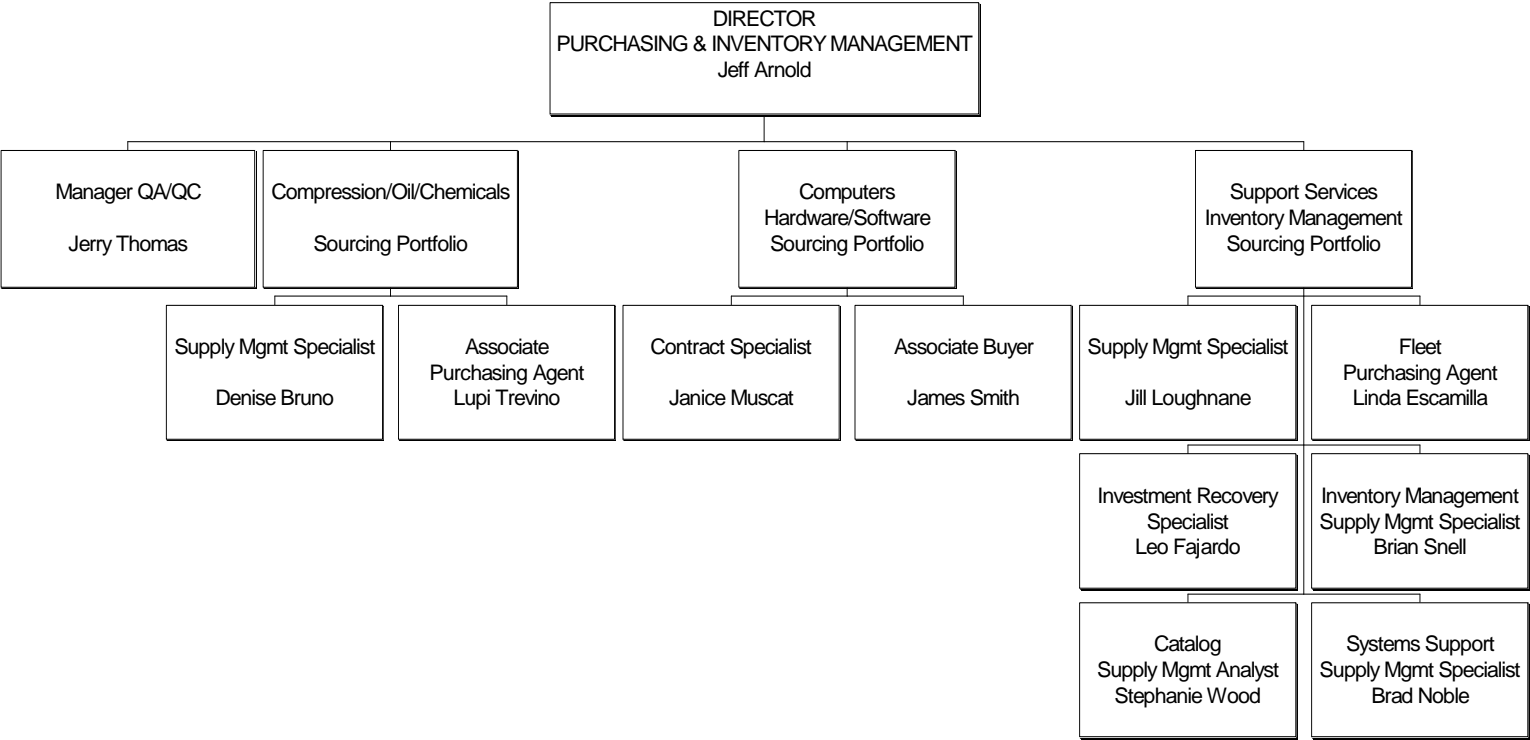 DIRECTOR
PURCHASING & INVENTORY MANAGEMENT
Jeff Arnold
Manager QA/QC
Jerry Thomas
Compression/Oil/Chemicals
Sourcing Portfolio
Computers
Hardware/Software
Sourcing Portfolio
Support Services
Inventory Management
Sourcing Portfolio
Supply Mgmt Specialist
Denise Bruno
Associate
Purchasing Agent
Lupi Trevino
Contract Specialist
Janice Muscat
Associate Buyer
James Smith
Supply Mgmt Specialist
Jill Loughnane
Fleet
Purchasing Agent
Linda Escamilla
Investment Recovery
Specialist
Leo Fajardo
Inventory Management
Supply Mgmt Specialist
Brian Snell
Catalog
Supply Mgmt Analyst
Stephanie Wood
Systems Support
Supply Mgmt Specialist
Brad Noble